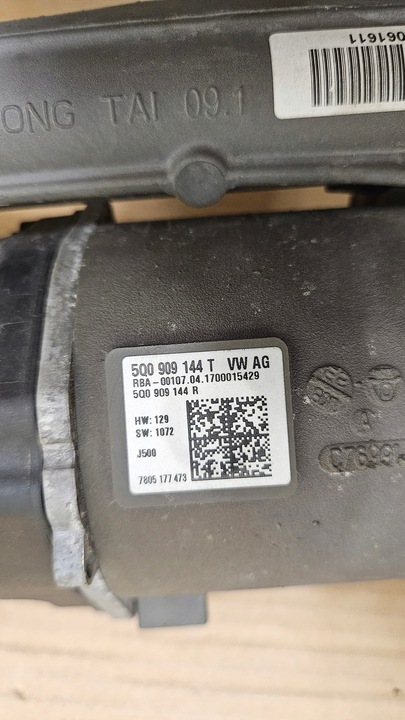 061611
ONG TAI 09.1
5Q0 909 144 T VW AG
RBA-00107.04.1700015429
5Q0 909 144 R
HW: 129
SW: 1072
J500
7805 177 473